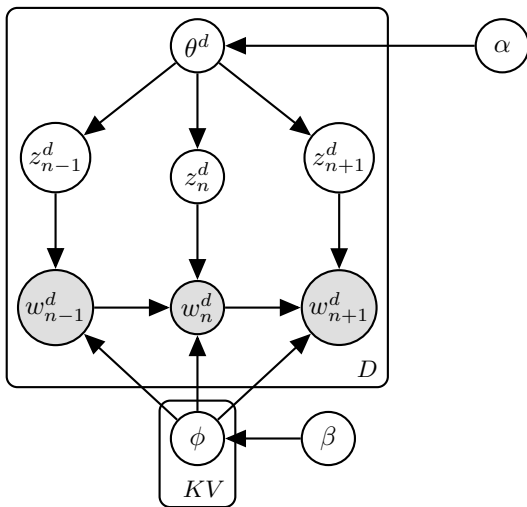 θ^d α
z^d_{n-1} z^d_n z^d_{n+1}
w^d_{n-1} w^d_n w^d_{n+1}
D
φ β
KV